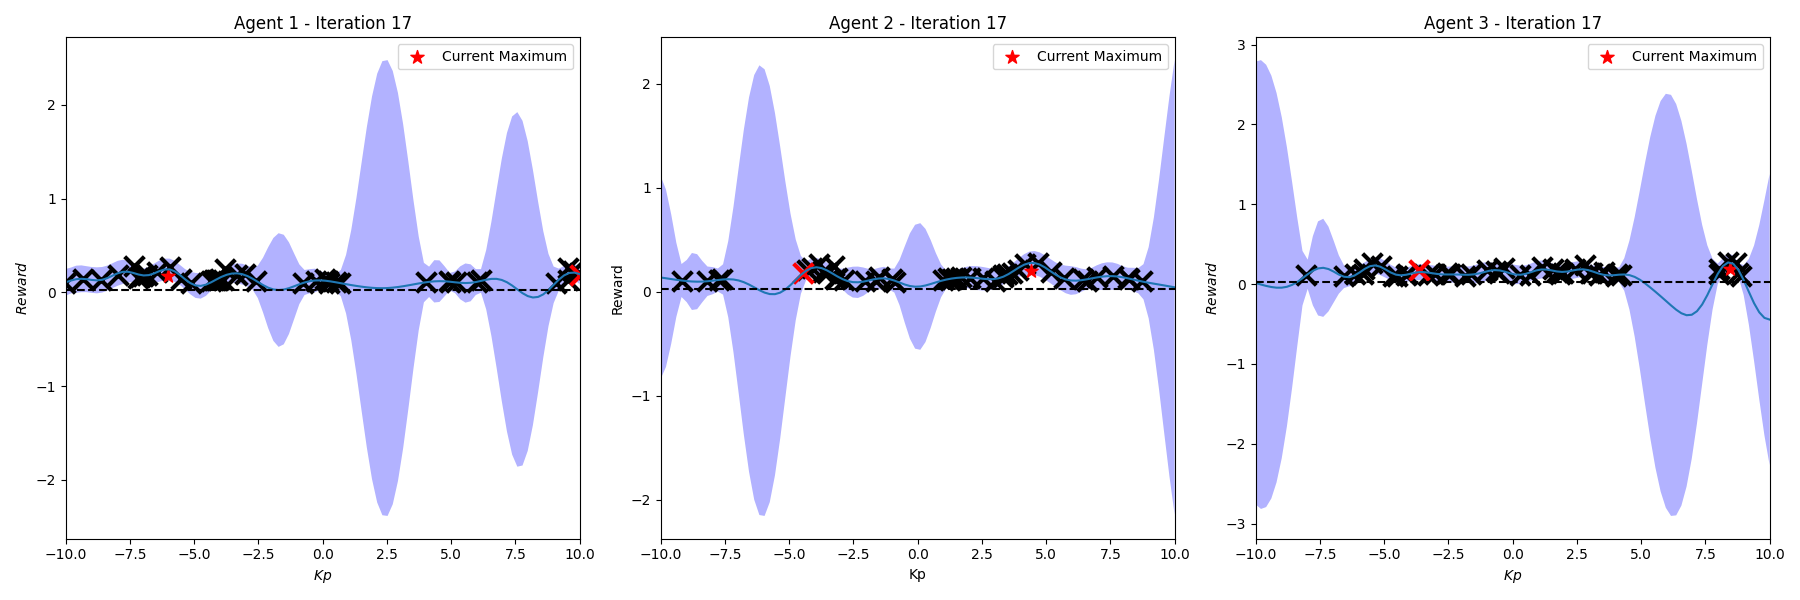 Agent 1 - Iteration 17
Current Maximum
2
1
0
−1
−2
Reward
−10.0 −7.5 −5.0 −2.5 0.0 2.5 5.0 7.5 10.0
Kp
Agent 2 - Iteration 17
Current Maximum
2
1
0
−1
−2
Reward
−10.0 −7.5 −5.0 −2.5 0.0 2.5 5.0 7.5 10.0
Kp
Agent 3 - Iteration 17
Current Maximum
3
2
1
0
−1
−2
−3
Reward
−10.0 −7.5 −5.0 −2.5 0.0 2.5 5.0 7.5 10.0
Kp